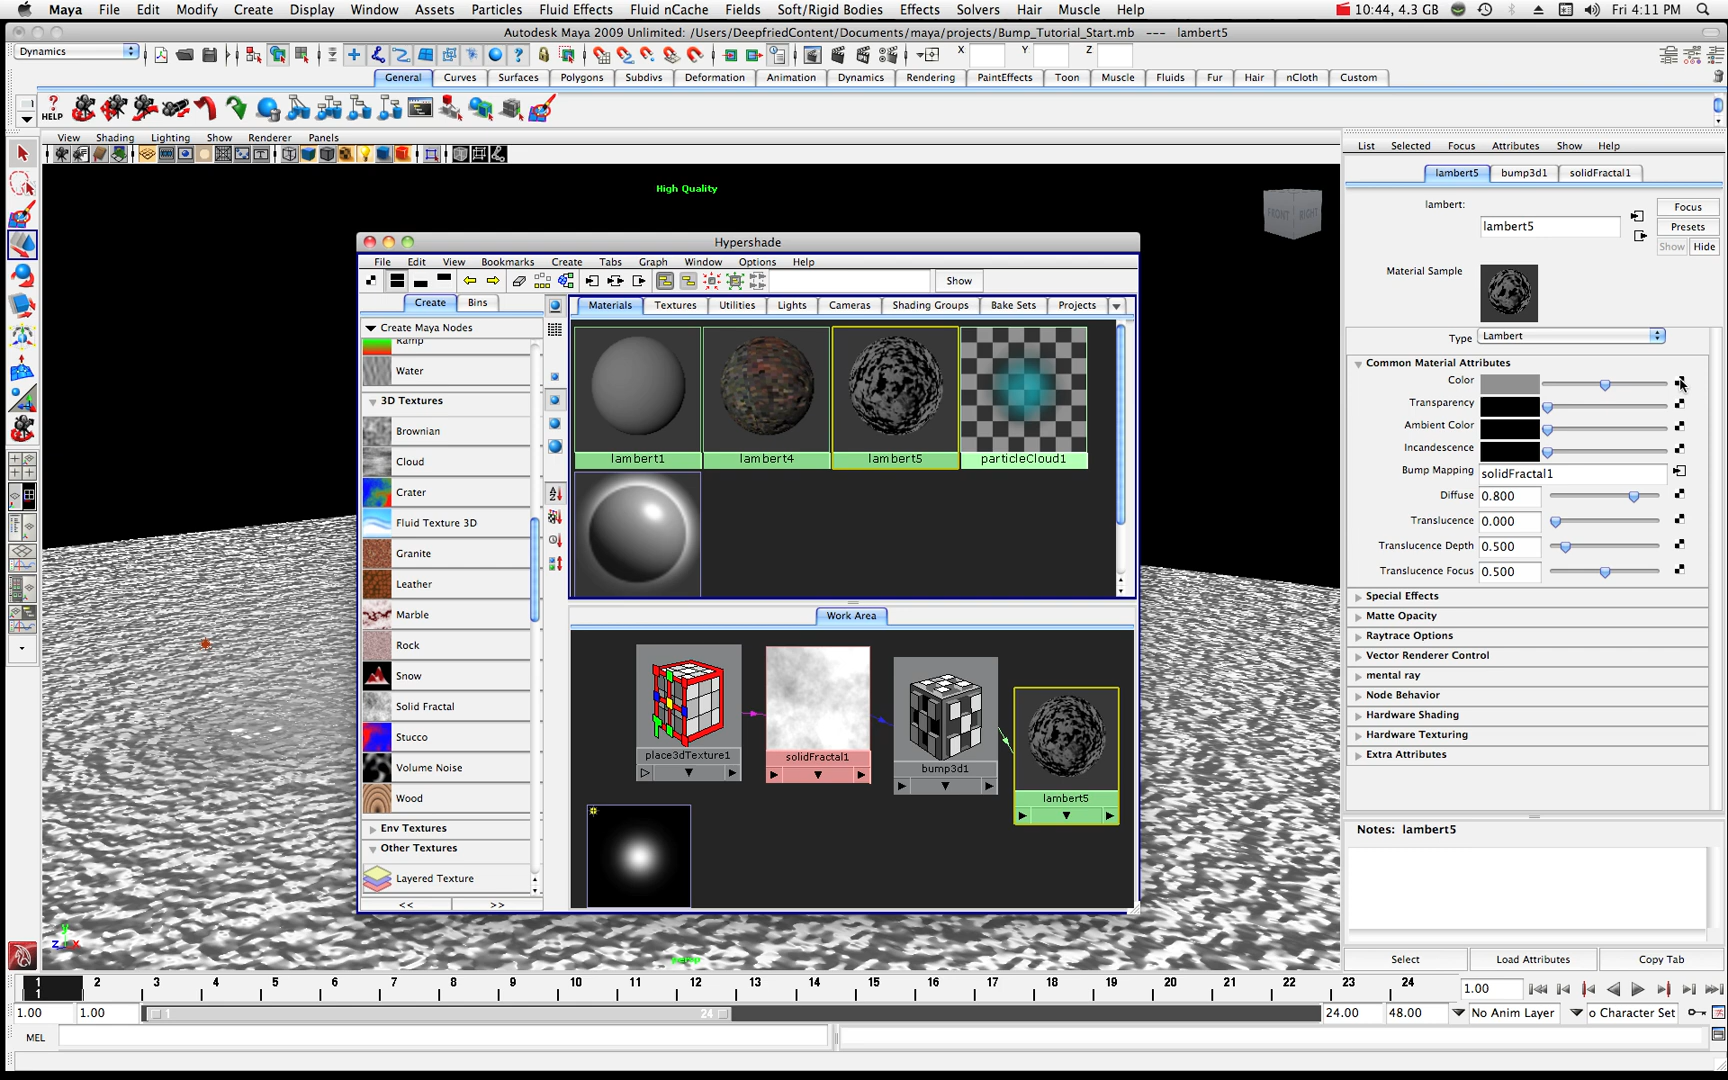 Maya File Edit Modify Create Display Window Assets Particles Fluid Effects Fluid nCache Fields Soft/Rigid Bodies Effects Solvers Hair Muscle Help 10:44, 4.3 GB Fri 4:11 PM
Autodesk Maya 2009 Unlimited: /Users/DeepfriedContent/Documents/maya/projects/Bump_Tutorial_Start.mb --- lambert5
Dynamics X Y Z
General Curves Surfaces Polygons Subdivs Deformation Animation Dynamics Rendering PaintEffects Toon Muscle Fluids Fur Hair nCloth Custom
? HELP
View Shading Lighting Show Renderer Panels
High Quality
FRONT RIGHT
Hypershade
File Edit View Bookmarks Create Tabs Graph Window Options Help
Show
Create Bins
Create Maya Nodes
Ramp
Water
3D Textures
Brownian
Cloud
Crater
Fluid Texture 3D
Granite
Leather
Marble
Rock
Snow
Solid Fractal
Stucco
Volume Noise
Wood
Env Textures
Other Textures
Layered Texture
<< >>
Materials Textures Utilities Lights Cameras Shading Groups Bake Sets Projects
lambert1 lambert4 lambert5 particleCloud1
Work Area
place3dTexture1 solidFractal1 bump3d1 lambert5
List Selected Focus Attributes Show Help
lambert5 bump3d1 solidFractal1
lambert: lambert5
Focus
Presets
Show Hide
Material Sample
Type Lambert
Common Material Attributes
Color
Transparency
Ambient Color
Incandescence
Bump Mapping solidFractal1
Diffuse 0.800
Translucence 0.000
Translucence Depth 0.500
Translucence Focus 0.500
Special Effects
Matte Opacity
Raytrace Options
Vector Renderer Control
mental ray
Node Behavior
Hardware Shading
Hardware Texturing
Extra Attributes
Notes: lambert5
Select Load Attributes Copy Tab
y
z x
persp
1 2 3 4 5 6 7 8 9 10 11 12 13 14 15 16 17 18 19 20 21 22 23 24
1 1.00
1.00 1.00 1 24 24.00 48.00 No Anim Layer o Character Set
MEL